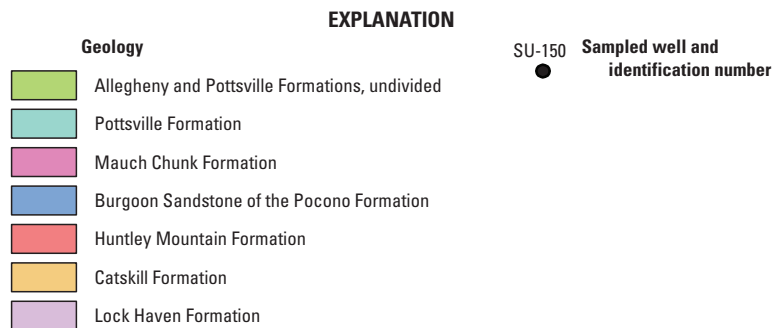 EXPLANATION
Geology
Allegheny and Pottsville Formations, undivided
Pottsville Formation
Mauch Chunk Formation
Burgoon Sandstone of the Pocono Formation
Huntley Mountain Formation
Catskill Formation
Lock Haven Formation
SU-150 Sampled well and
identification number